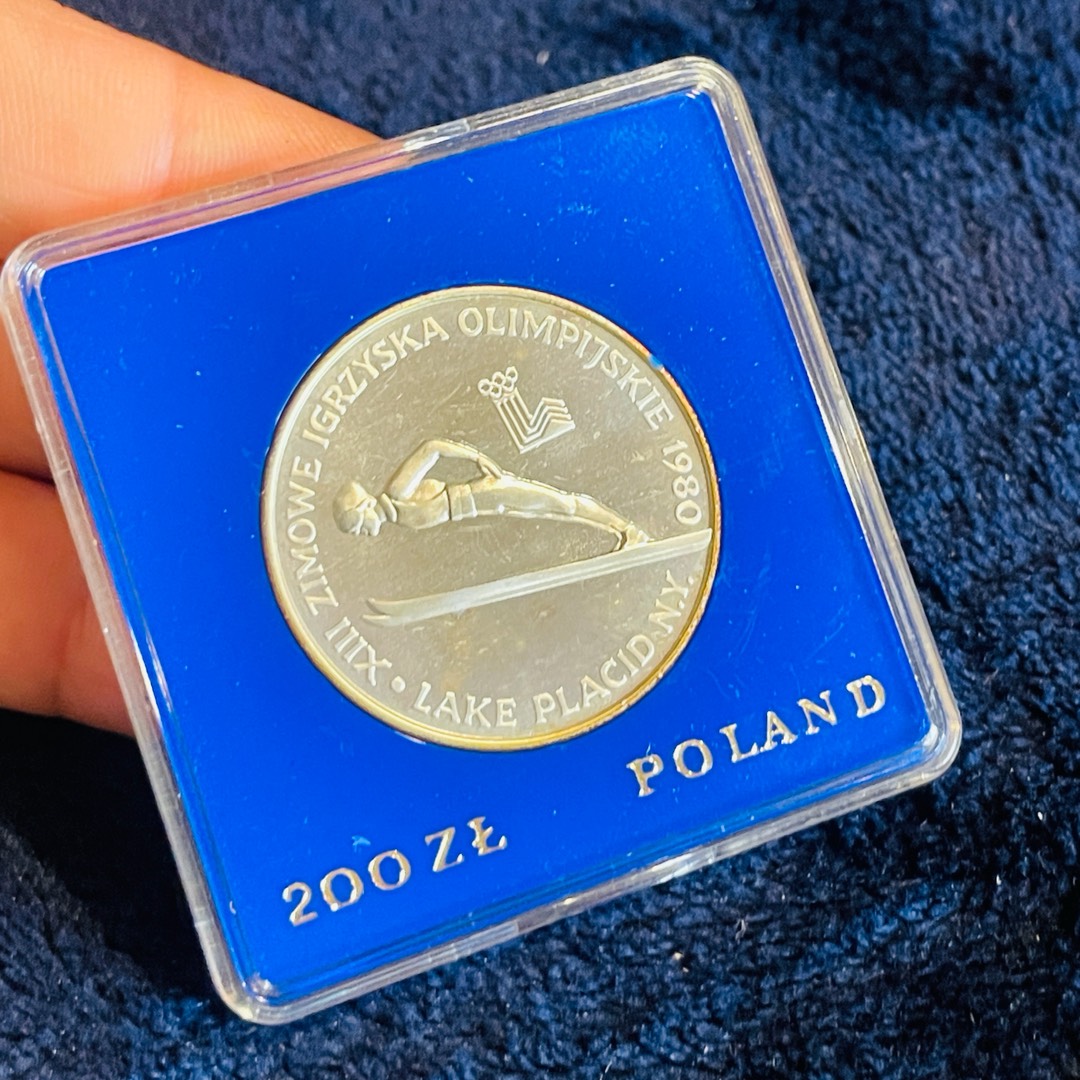 XIII ZIMOWE IGRZYSKA OLIMPIJSKIE 1980
• LAKE PLACID N.Y.
200 ZŁ
POLAND